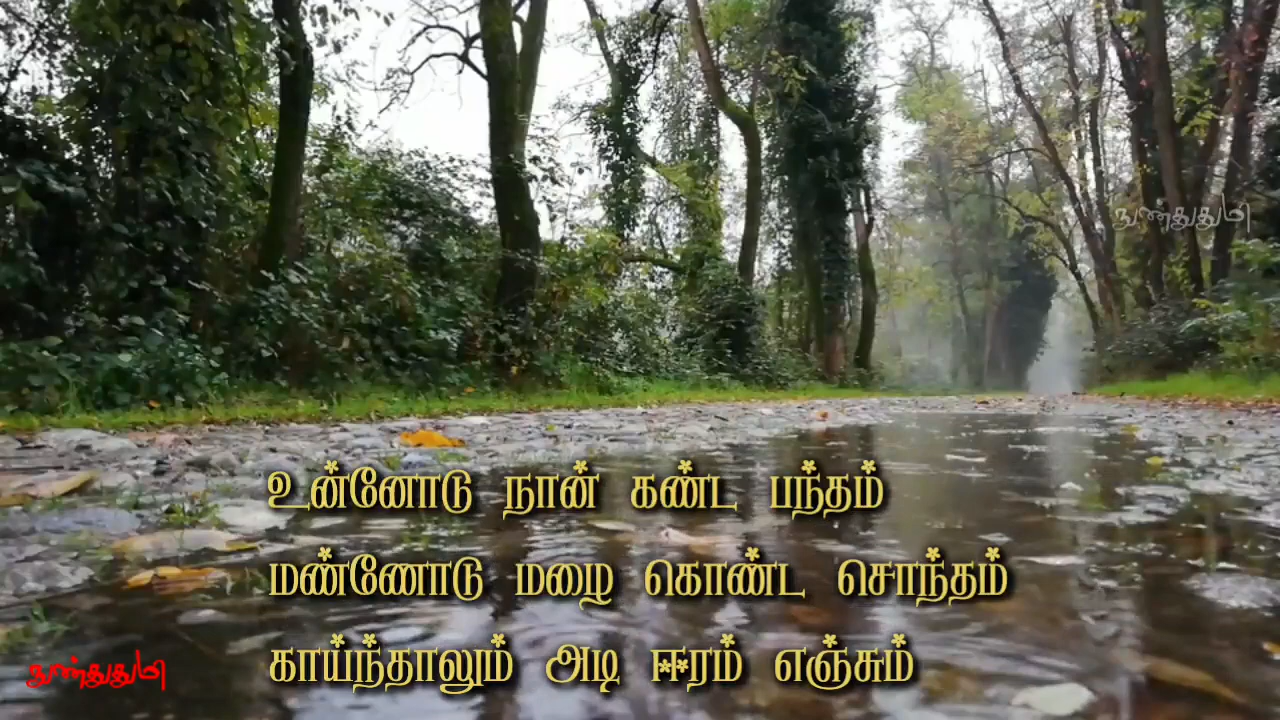 உன்னோடு நான் கண்ட பந்தம்
மண்ணோடு மழை கொண்ட சொந்தம்
காய்ந்தாலும் அடி ஈரம் எஞ்சும்